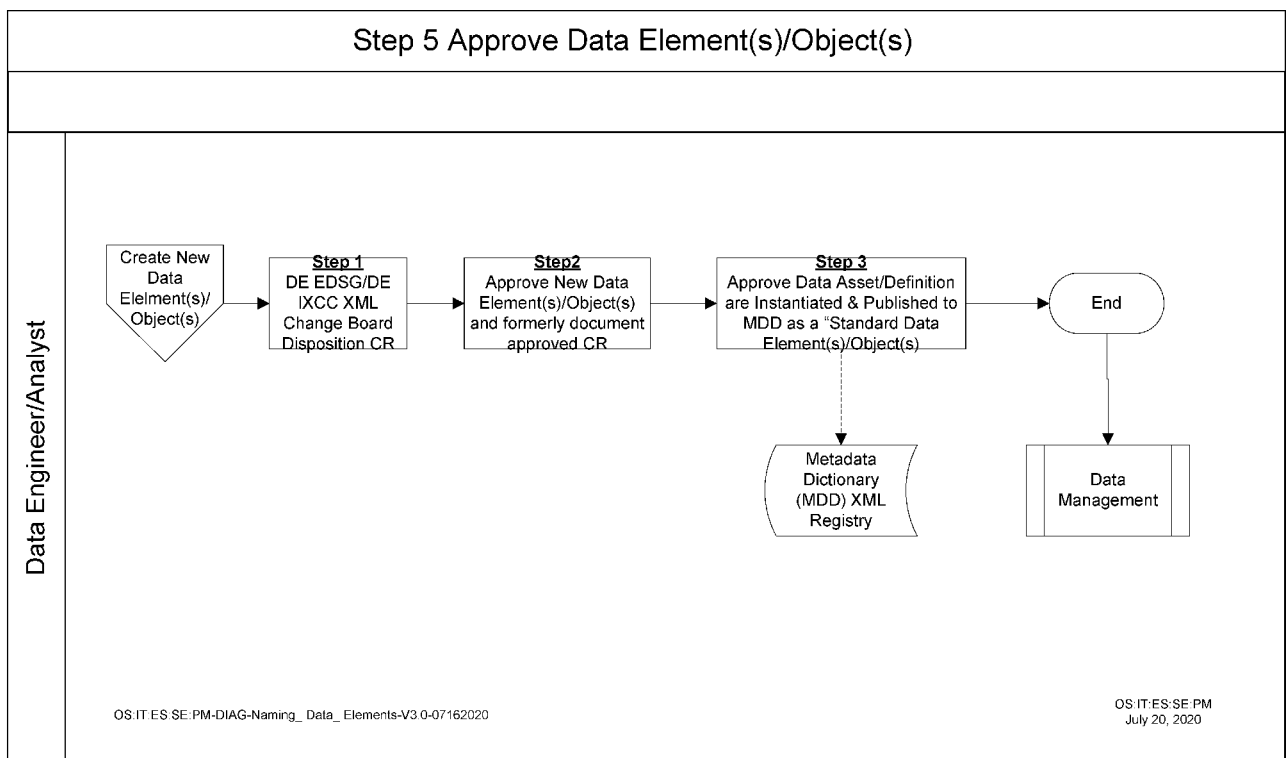 Step 5 Approve Data Element(s)/Object(s)
Data Engineer/Analyst
Create New
Data
Elelment(s)/
Object(s)
Step 1
DE EDSG/DE
IXCC XML
Change Board
Disposition CR
Step2
Approve New Data
Element(s)/Object(s)
and formerly document
approved CR
Step 3
Approve Data Asset/Definition
are Instantiated & Published to
MDD as a “Standard Data
Element(s)/Object(s)
End
Metadata
Dictionary
(MDD) XML
Registry
Data
Management
OS:IT:ES:SE:PM-DIAG-Naming_ Data_ Elements-V3.0-07162020
OS:IT:ES:SE:PM
July 20, 2020